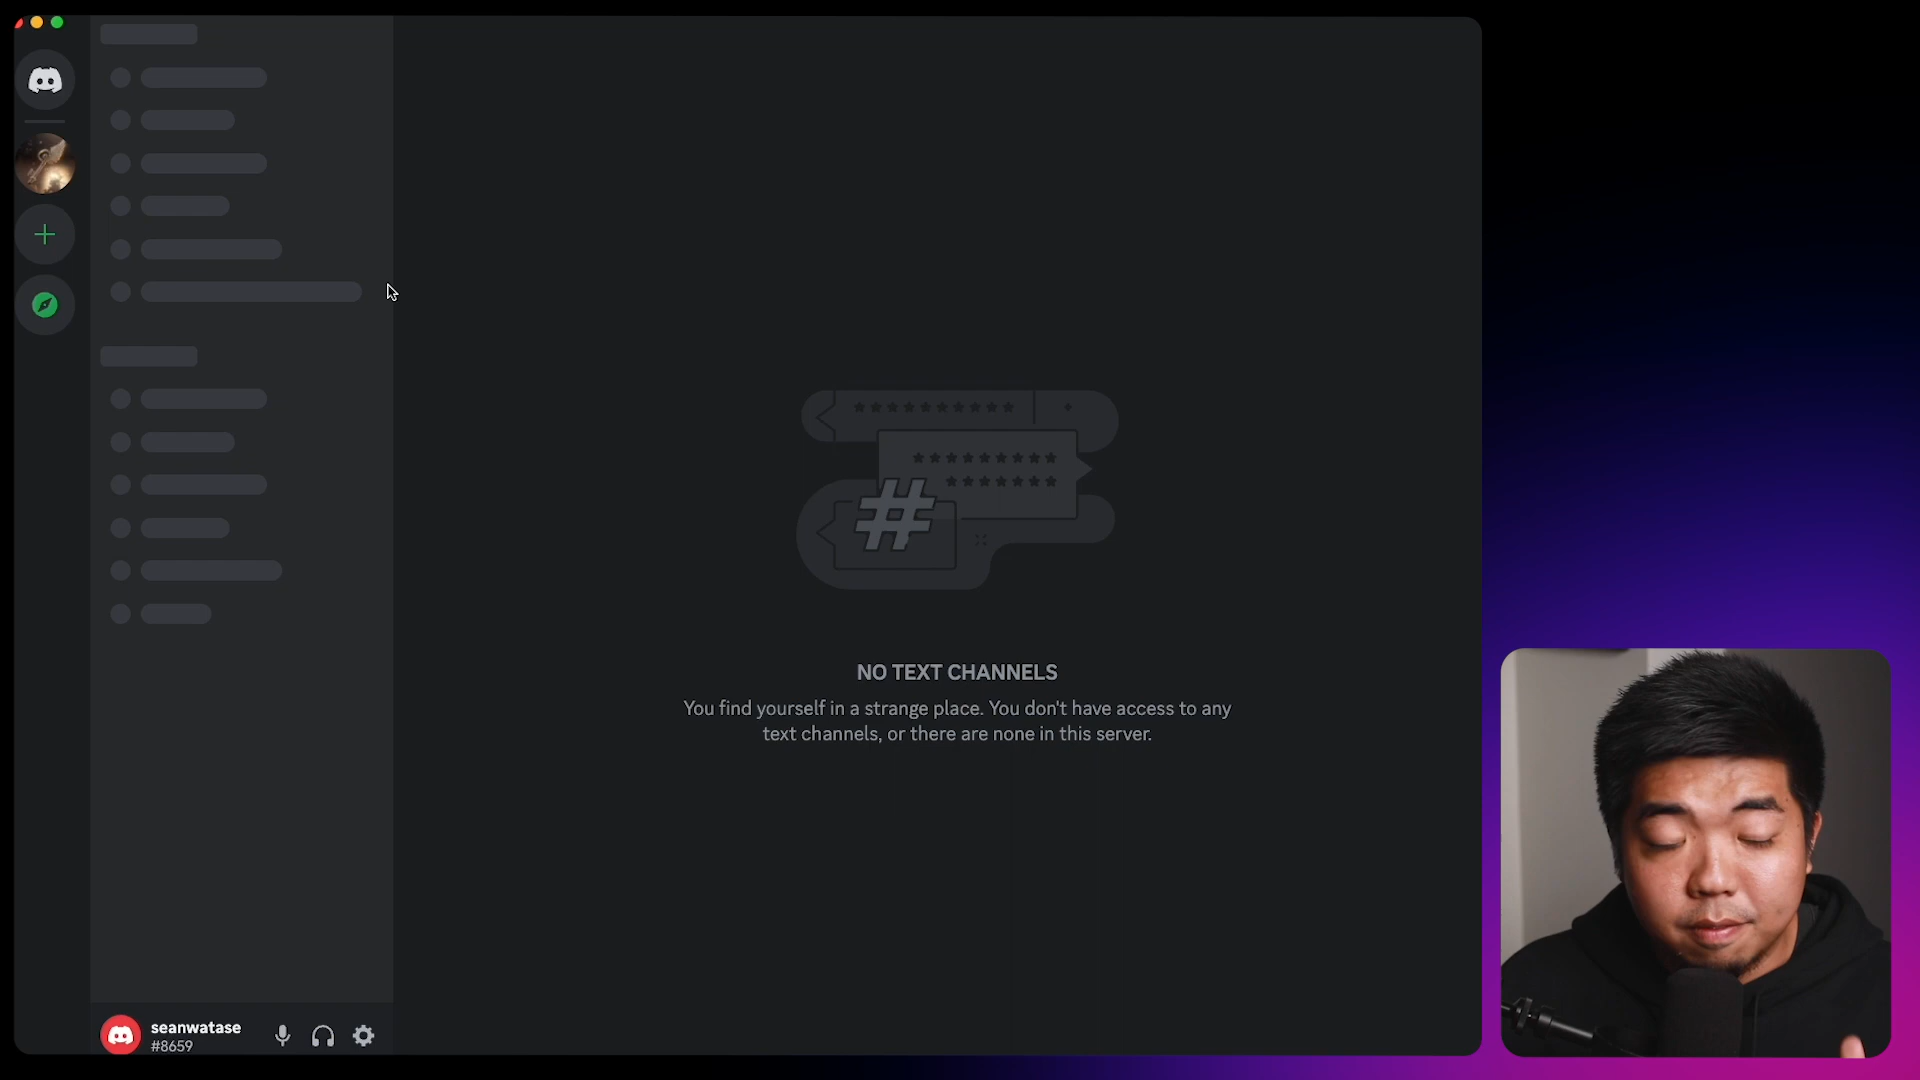 NO TEXT CHANNELS
You find yourself in a strange place. You don't have access to any
text channels, or there are none in this server.
seanwatase
#8659